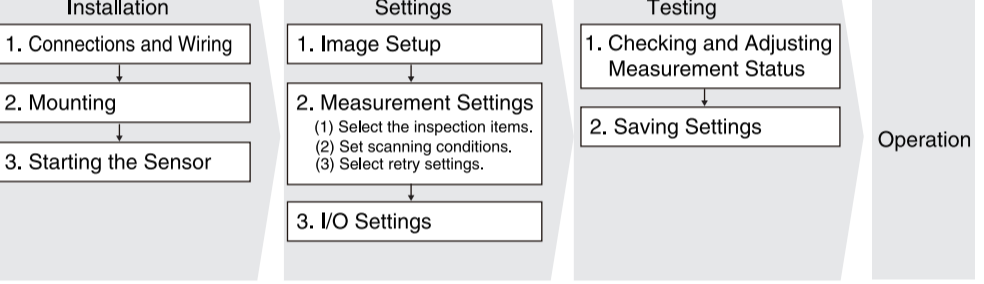 Installation
1. Connections and Wiring
2. Mounting
3. Starting the Sensor
Settings
1. Image Setup
2. Measurement Settings
(1) Select the inspection items.
(2) Set scanning conditions.
(3) Select retry settings.
3. I/O Settings
Testing
1. Checking and Adjusting
Measurement Status
2. Saving Settings
Operation